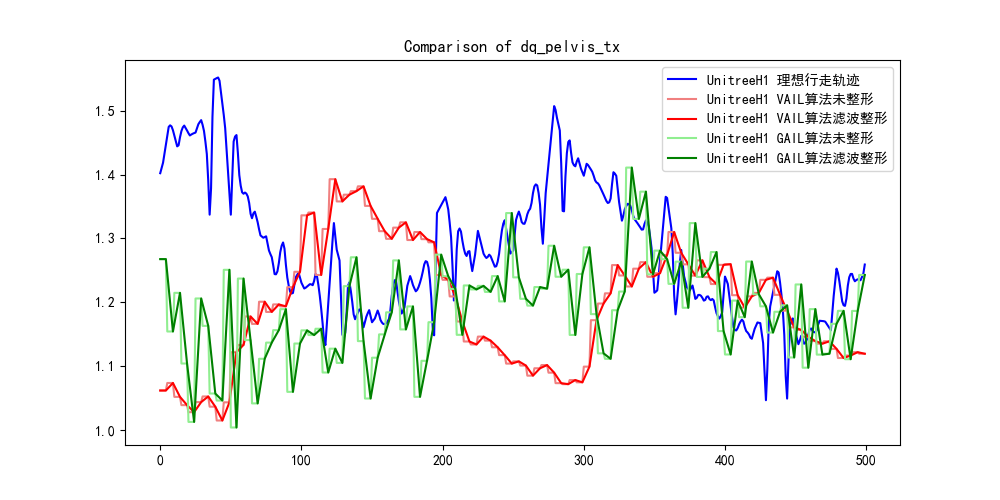 Comparison of dq_pelvis_tx
UnitreeH1 理想行走轨迹
UnitreeH1 VAIL算法未整形
UnitreeH1 VAIL算法滤波整形
UnitreeH1 GAIL算法未整形
UnitreeH1 GAIL算法滤波整形
1.5
1.4
1.3
1.2
1.1
1.0
0 100 200 300 400 500